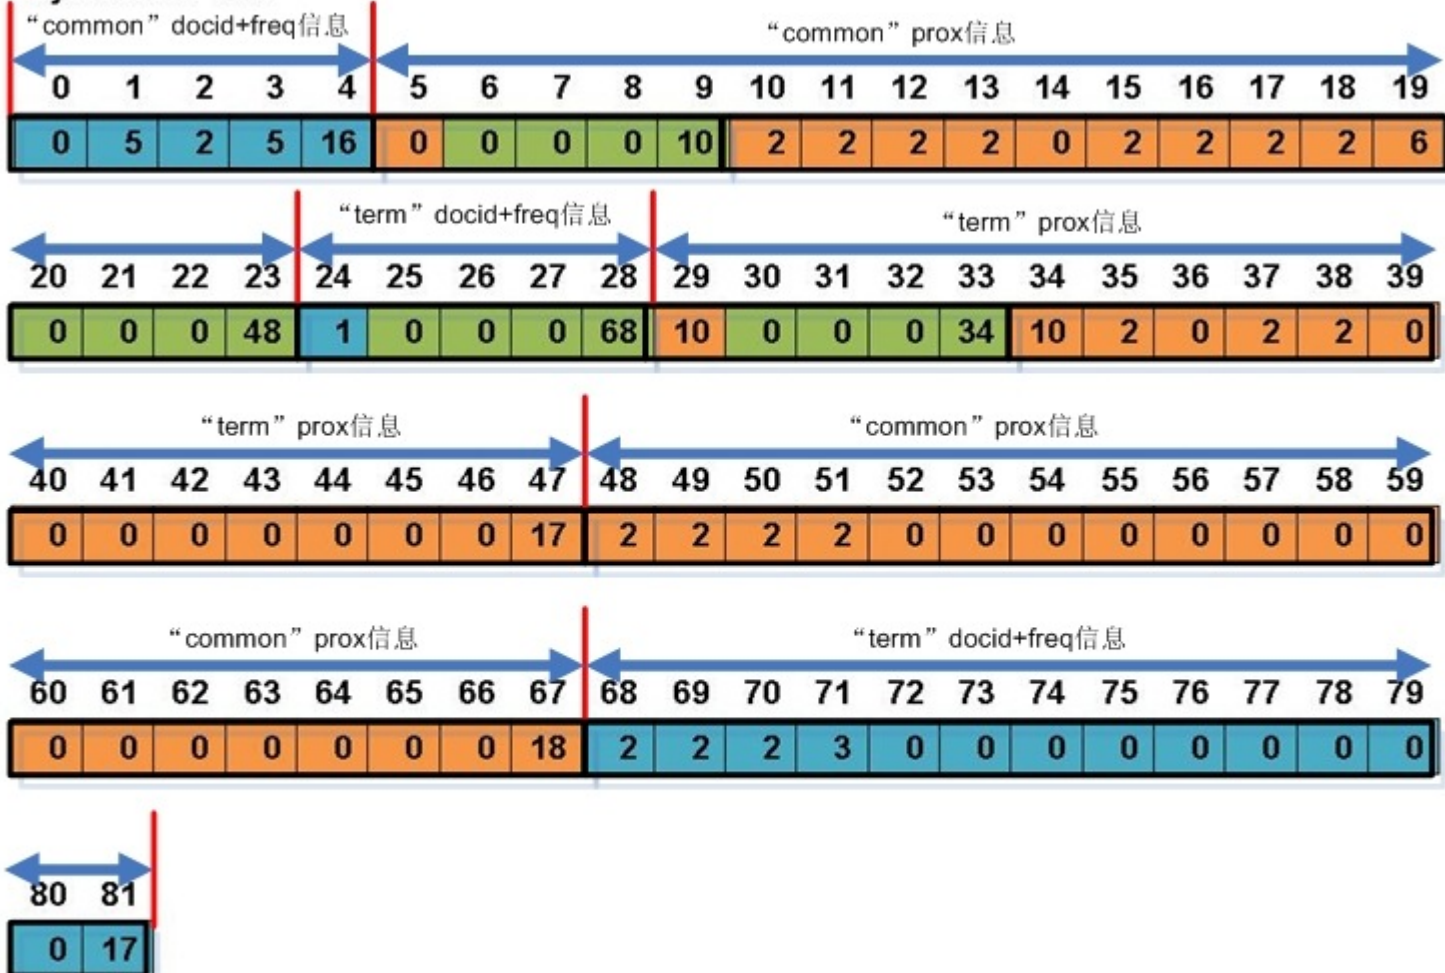 “common” docid+freq信息 “common” prox信息
0 1 2 3 4 5 6 7 8 9 10 11 12 13 14 15 16 17 18 19
0 5 2 5 16 0 0 0 0 10 2 2 2 2 0 2 2 2 2 6
“term” docid+freq信息 “term” prox信息
20 21 22 23 24 25 26 27 28 29 30 31 32 33 34 35 36 37 38 39
0 0 0 48 1 0 0 0 68 10 0 0 0 34 10 2 0 2 2 0
“term” prox信息 “common” prox信息
40 41 42 43 44 45 46 47 48 49 50 51 52 53 54 55 56 57 58 59
0 0 0 0 0 0 0 17 2 2 2 2 0 0 0 0 0 0 0 0
“common” prox信息 “term” docid+freq信息
60 61 62 63 64 65 66 67 68 69 70 71 72 73 74 75 76 77 78 79
0 0 0 0 0 0 0 18 2 2 2 3 0 0 0 0 0 0 0 0
80 81
0 17